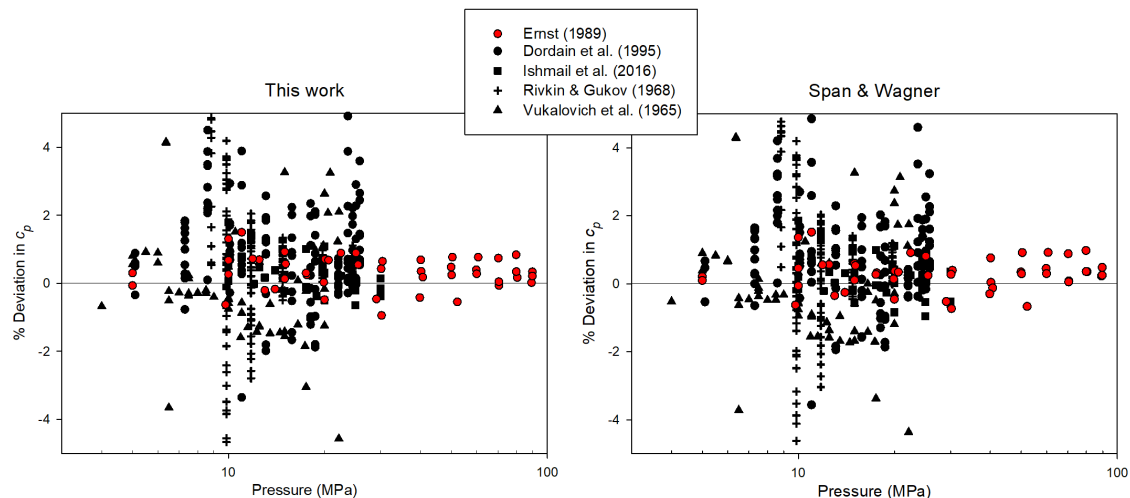 Ernst (1989)
Dordain et al. (1995)
Ishmail et al. (2016)
Rivkin & Gukov (1968)
Vukalovich et al. (1965)
This work
Span & Wagner
% Deviation in cp
4
2
0
-2
-4
10
100
Pressure (MPa)
% Deviation in cp
4
2
0
-2
-4
10
100
Pressure (MPa)